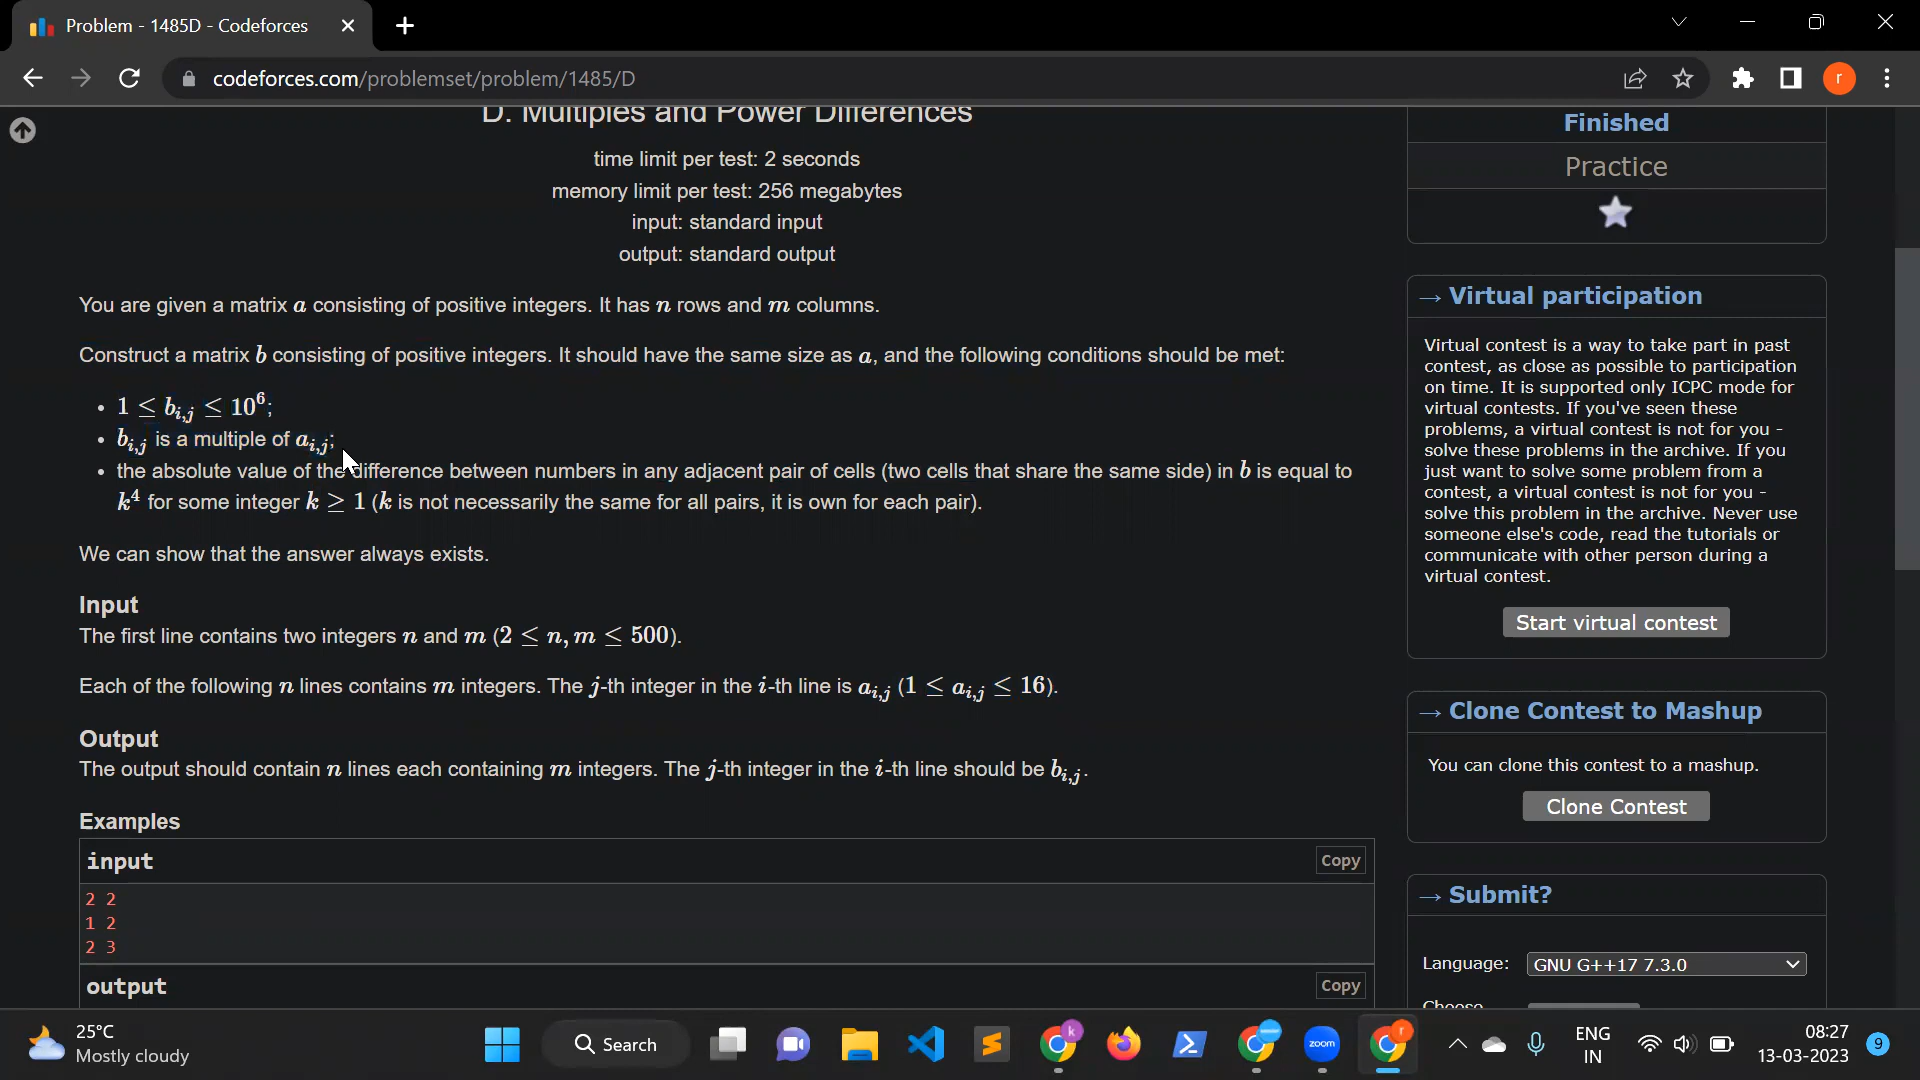 Problem - 1485D - Codeforces
codeforces.com/problemset/problem/1485/D
r
D. Multiples and Power Differences
time limit per test: 2 seconds
memory limit per test: 256 megabytes
input: standard input
output: standard output
You are given a matrix a consisting of positive integers. It has n rows and m columns.
Construct a matrix b consisting of positive integers. It should have the same size as a, and the following conditions should be met:
• 1 ≤ b_{i,j} ≤ 10^6;
• b_{i,j} is a multiple of a_{i,j};
• the absolute value of the difference between numbers in any adjacent pair of cells (two cells that share the same side) in b is equal to
k^4 for some integer k ≥ 1 (k is not necessarily the same for all pairs, it is own for each pair).
We can show that the answer always exists.
Input
The first line contains two integers n and m (2 ≤ n, m ≤ 500).
Each of the following n lines contains m integers. The j-th integer in the i-th line is a_{i,j} (1 ≤ a_{i,j} ≤ 16).
Output
The output should contain n lines each containing m integers. The j-th integer in the i-th line should be b_{i,j}.
Examples
input
Copy
2 2
1 2
2 3
output
Copy
Finished
Practice
→ Virtual participation
Virtual contest is a way to take part in past
contest, as close as possible to participation
on time. It is supported only ICPC mode for
virtual contests. If you've seen these
problems, a virtual contest is not for you -
solve these problems in the archive. If you
just want to solve some problem from a
contest, a virtual contest is not for you -
solve this problem in the archive. Never use
someone else's code, read the tutorials or
communicate with other person during a
virtual contest.
Start virtual contest
→ Clone Contest to Mashup
You can clone this contest to a mashup.
Clone Contest
→ Submit?
Language: GNU G++17 7.3.0
Choose
25°C
Mostly cloudy
Search
k
zoom
r
ENG
IN
08:27
13-03-2023
9